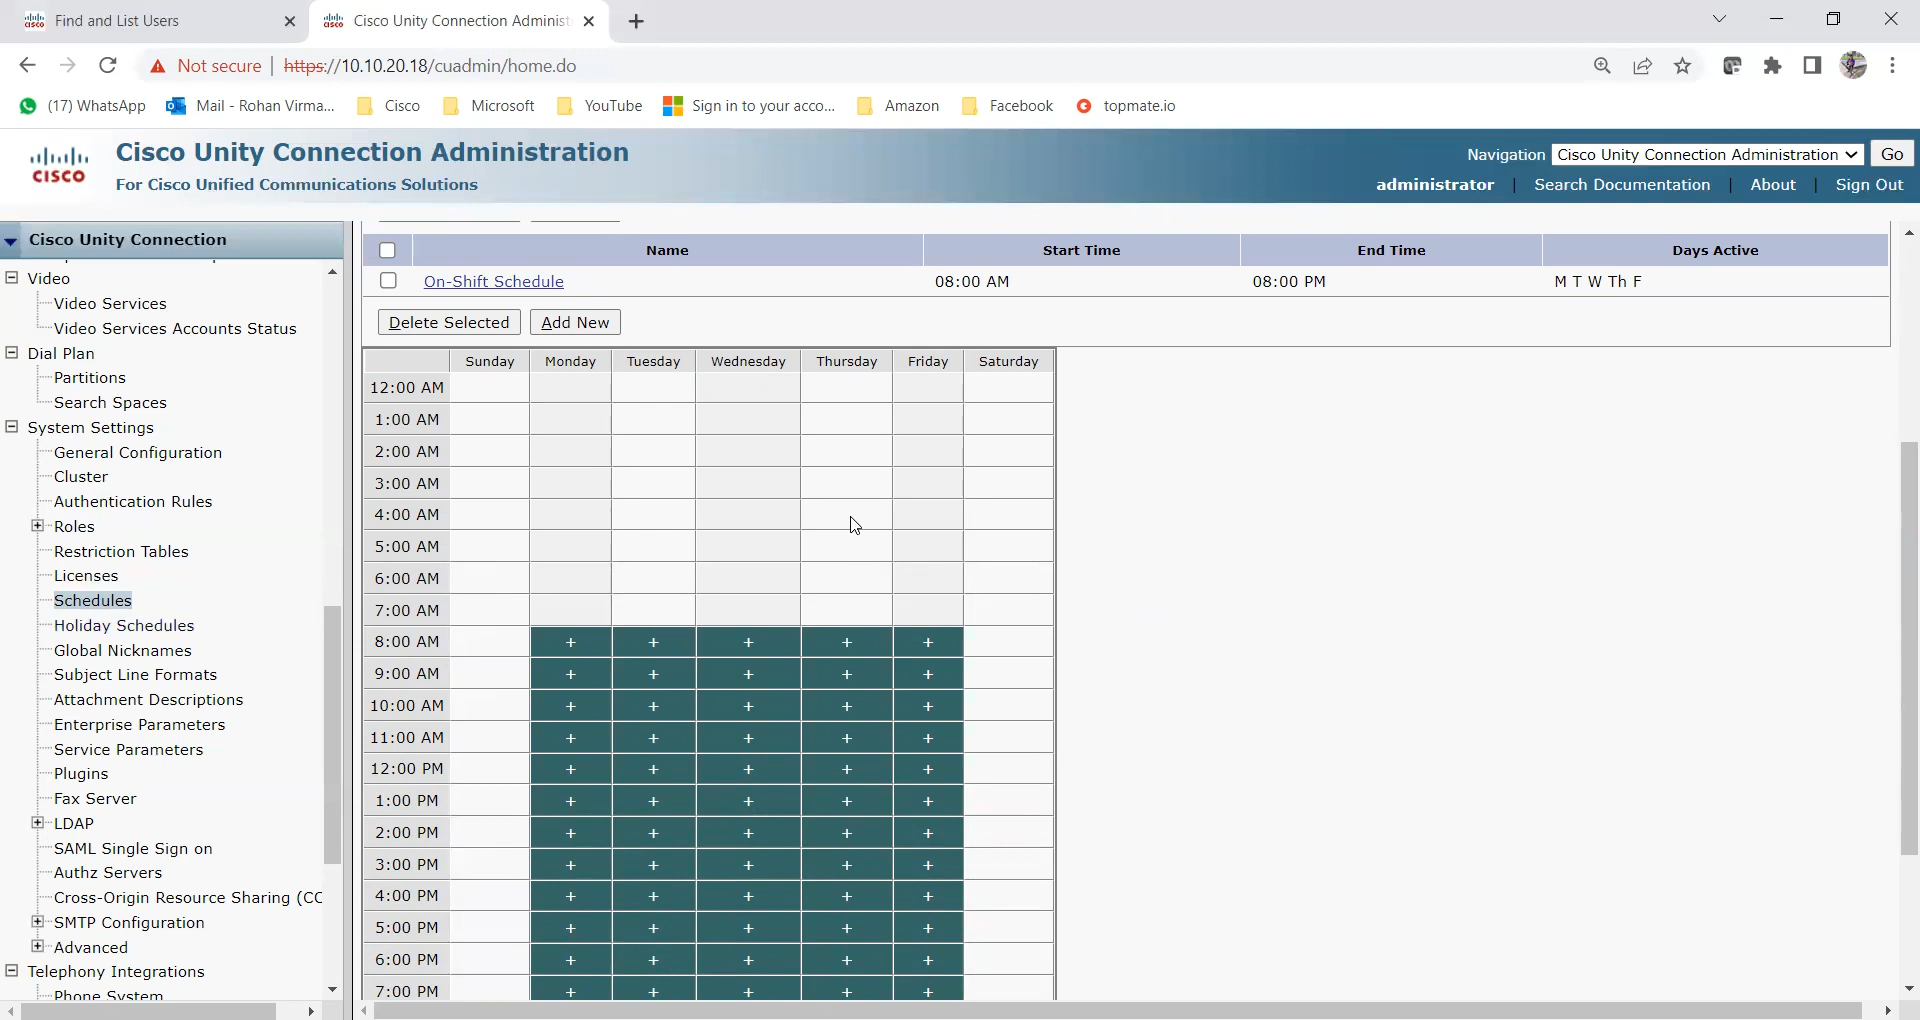 Find and List Users
Cisco Unity Connection Administ
Not secure | https://10.10.20.18/cuadmin/home.do
(17) WhatsApp Mail - Rohan Virma... Cisco Microsoft YouTube Sign in to your acco... Amazon Facebook topmate.io
CISCO
Cisco Unity Connection Administration
For Cisco Unified Communications Solutions
Navigation Cisco Unity Connection Administration Go
administrator | Search Documentation | About | Sign Out
Cisco Unity Connection
Video
Video Services
Video Services Accounts Status
Dial Plan
Partitions
Search Spaces
System Settings
General Configuration
Cluster
Authentication Rules
Roles
Restriction Tables
Licenses
Schedules
Holiday Schedules
Global Nicknames
Subject Line Formats
Attachment Descriptions
Enterprise Parameters
Service Parameters
Plugins
Fax Server
LDAP
SAML Single Sign on
Authz Servers
Cross-Origin Resource Sharing (CC
SMTP Configuration
Advanced
Telephony Integrations
Phone System
Name Start Time End Time Days Active
On-Shift Schedule 08:00 AM 08:00 PM M T W Th F
Delete Selected Add New
Sunday Monday Tuesday Wednesday Thursday Friday Saturday
12:00 AM
1:00 AM
2:00 AM
3:00 AM
4:00 AM
5:00 AM
6:00 AM
7:00 AM
8:00 AM + + + + +
9:00 AM + + + + +
10:00 AM + + + + +
11:00 AM + + + + +
12:00 PM + + + + +
1:00 PM + + + + +
2:00 PM + + + + +
3:00 PM + + + + +
4:00 PM + + + + +
5:00 PM + + + + +
6:00 PM + + + + +
7:00 PM + + + + +